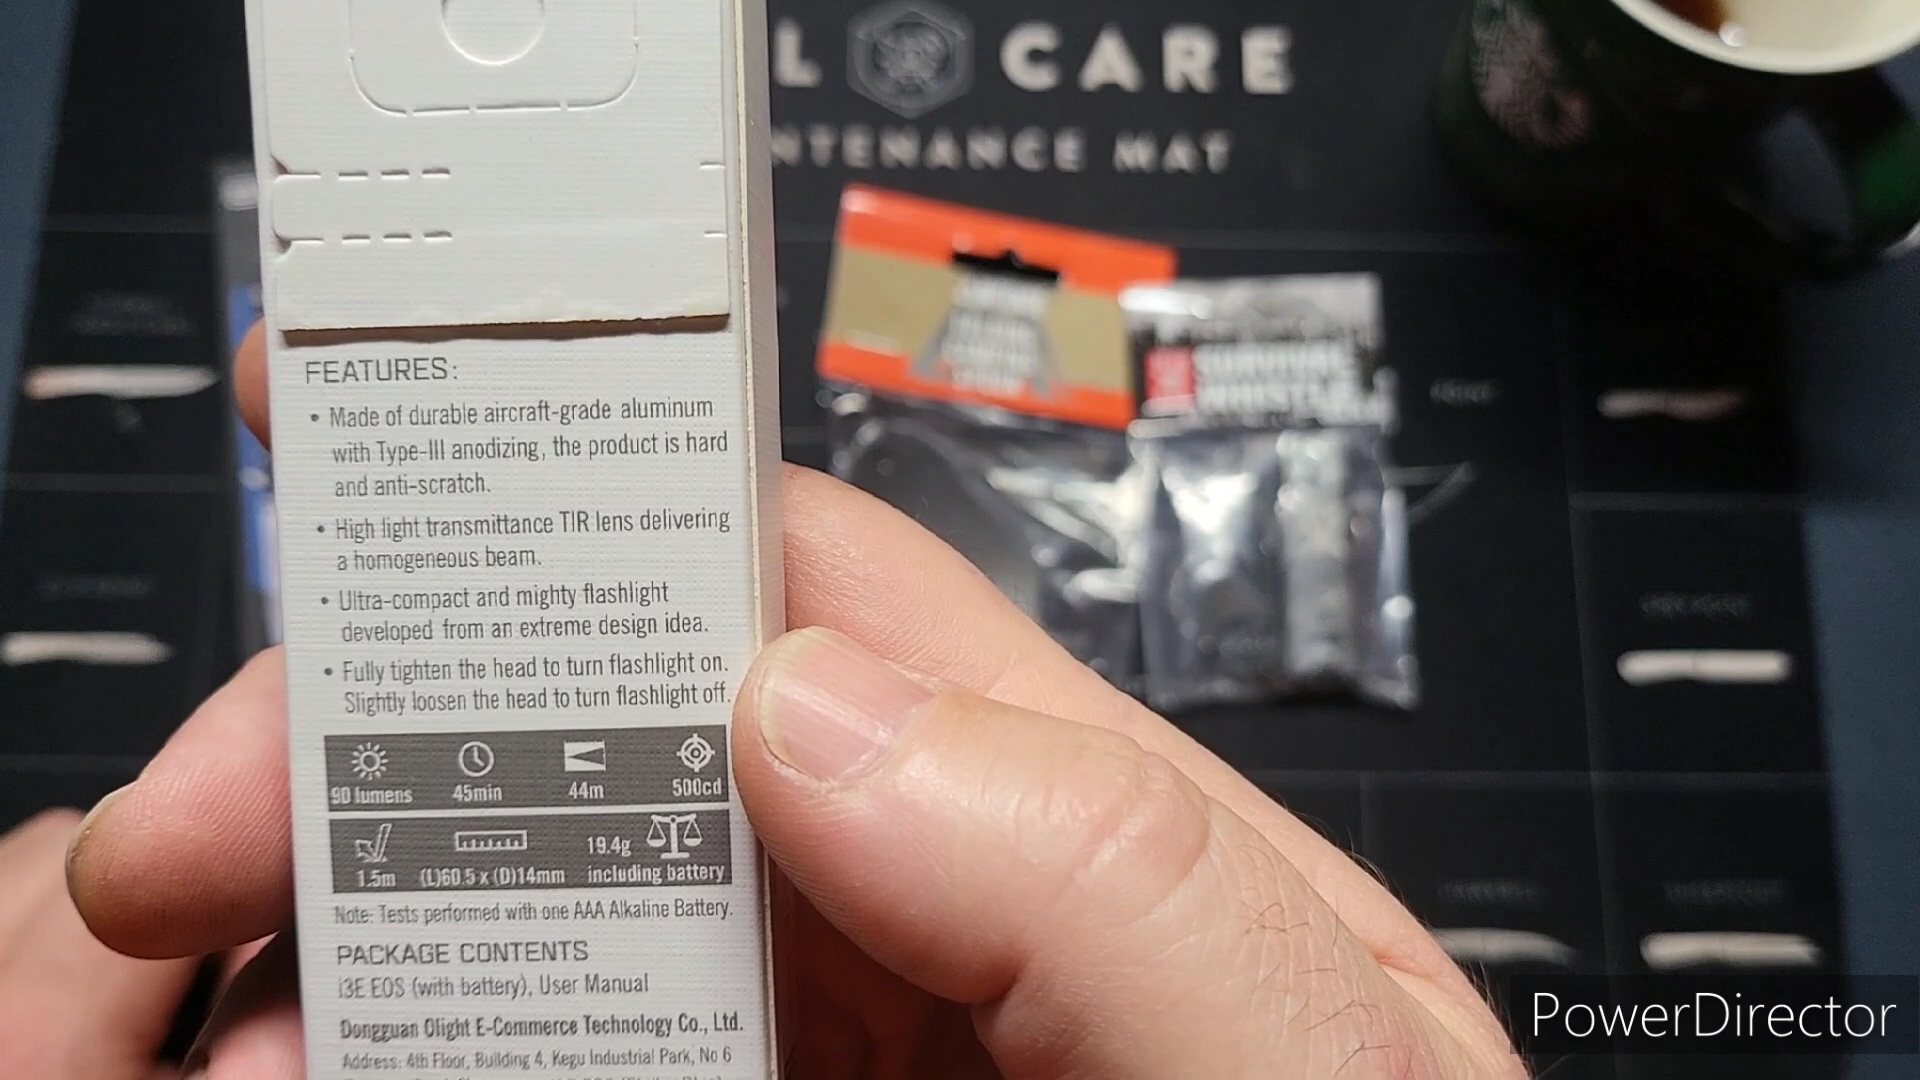 L CARE
NTENANCE MAT
SURVIVAL
WHISTLE
FEATURES:
• Made of durable aircraft-grade aluminum
with Type-III anodizing, the product is hard
and anti-scratch.
• High light transmittance TIR lens delivering
a homogeneous beam.
• Ultra-compact and mighty flashlight
developed from an extreme design idea.
• Fully tighten the head to turn flashlight on.
Slightly loosen the head to turn flashlight off.
90 lumens 45min 44m 500cd
1.5m (L)60.5 x (D)14mm 19.4g including battery
Note: Tests performed with one AAA Alkaline Battery.
PACKAGE CONTENTS
i3E EOS (with battery), User Manual
Dongguan Olight E-Commerce Technology Co., Ltd.
Address: 4th Floor, Building 4, Kegu Industrial Park, No 6
PowerDirector